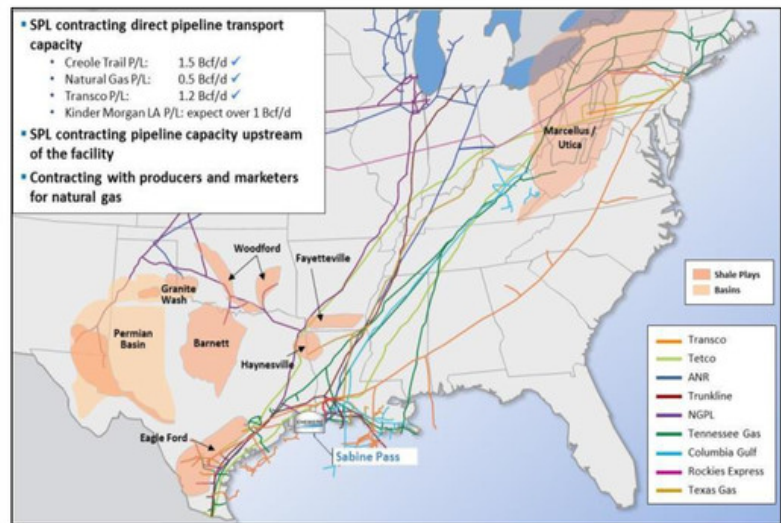 SPL contracting direct pipeline transport
capacity
Creole Trail P/L: 1.5 Bcf/d ✓
Natural Gas P/L: 0.5 Bcf/d ✓
Transco P/L: 1.2 Bcf/d ✓
Kinder Morgan LA P/L: expect over 1 Bcf/d
SPL contracting pipeline capacity upstream
of the facility
Contracting with producers and marketers
for natural gas
Marcellus /
Utica
Woodford
Fayetteville
Granite
Wash
Permian
Basin
Barnett
Haynesville
Eagle Ford
Sabine Pass
Shale Plays
Basins
Transco
Tetco
ANR
Trunkline
NGPL
Tennessee Gas
Columbia Gulf
Rockies Express
Texas Gas